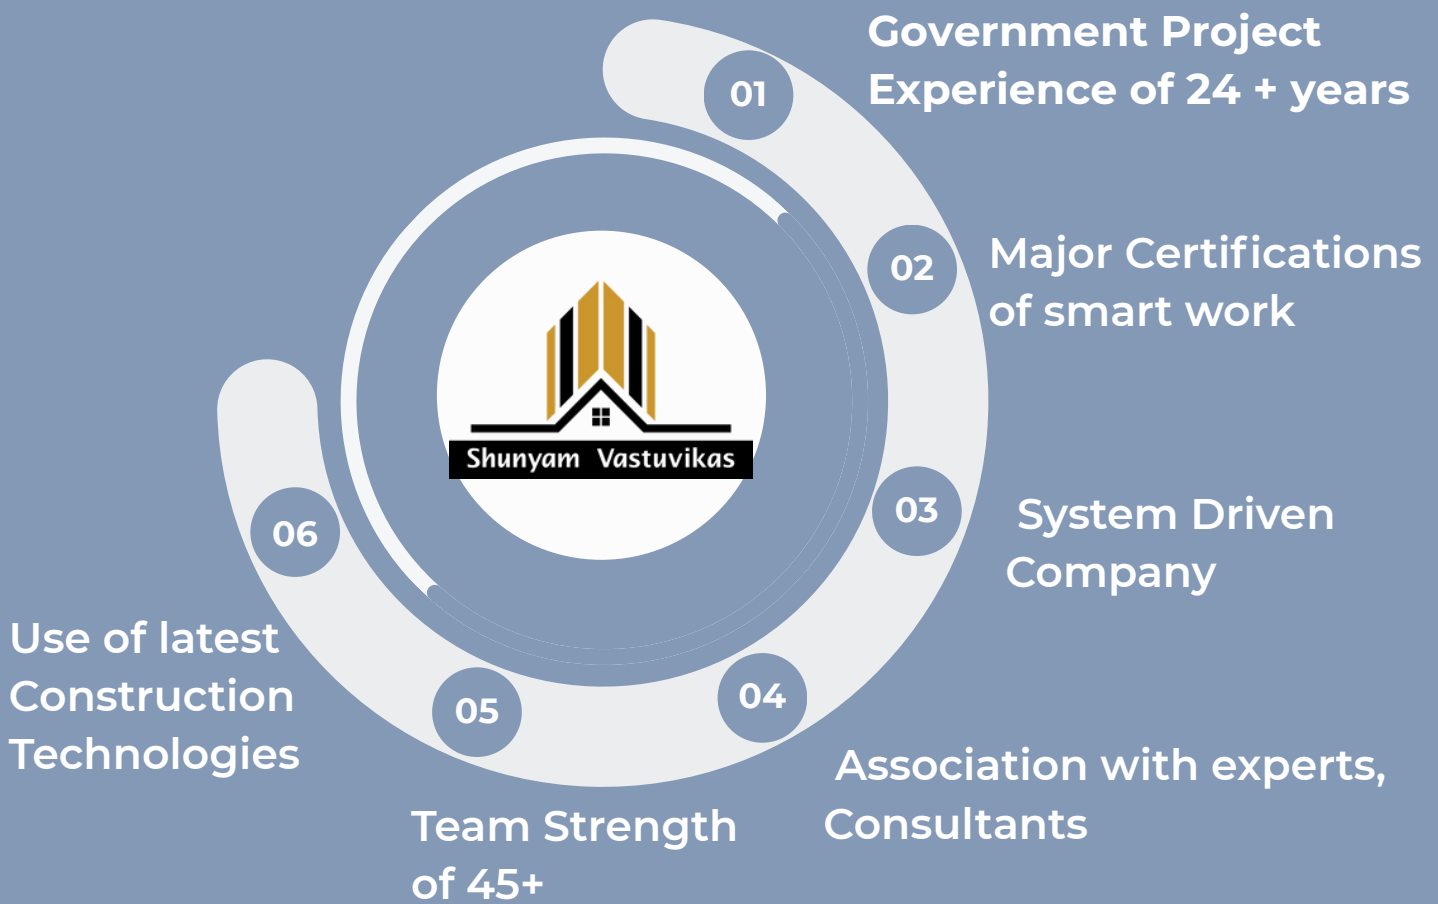 01
Government Project
Experience of 24 + years
02
Major Certifications
of smart work
03
System Driven
Company
04
Association with experts,
Consultants
05
Team Strength
of 45+
06
Use of latest
Construction
Technologies
Shunyam Vastuvikas